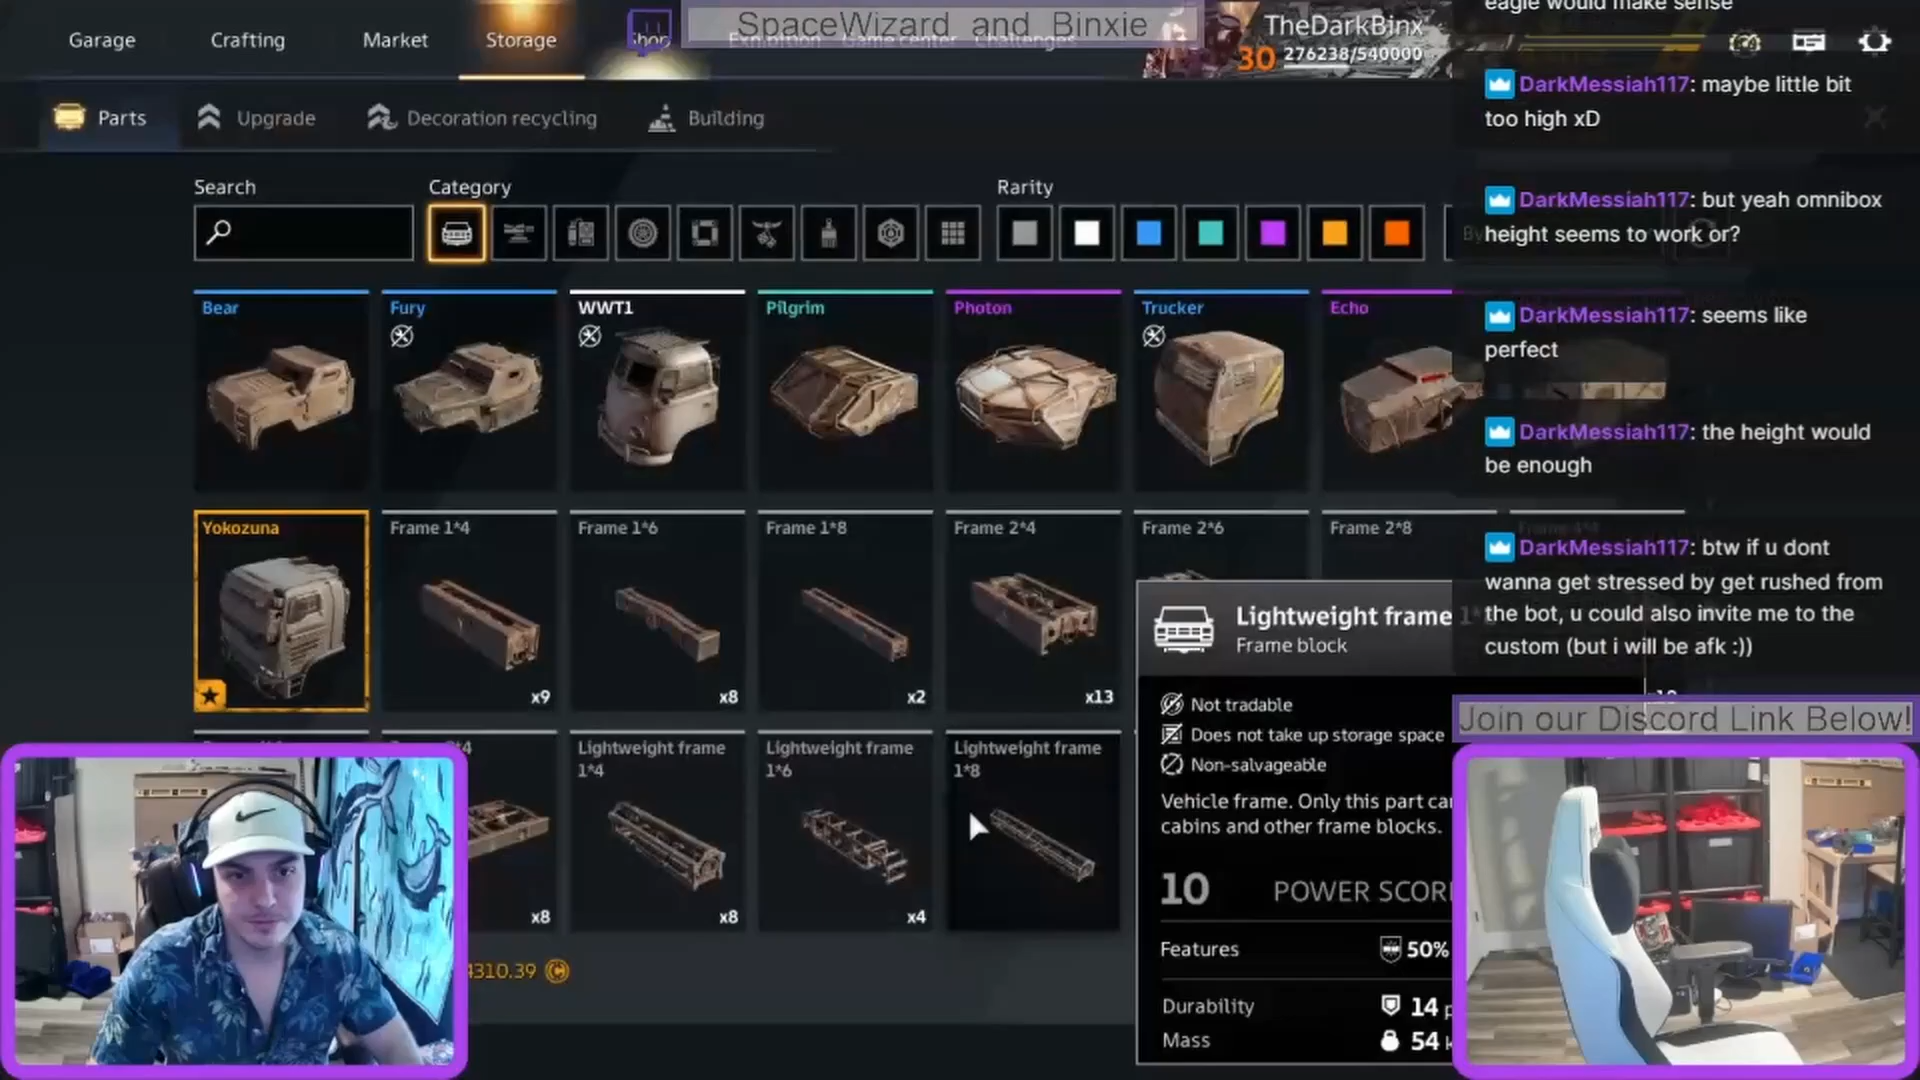 eagle would make sense
SpaceWizard and Binxie
Garage
Crafting
Market
Storage
Shop
Exhibition
Game center
Challenges
TheDarkBinx
30
276238/540000
DarkMessiah117: maybe little bit
too high xD
Parts
Upgrade
Decoration recycling
Building
Search
Category
Rarity
By
DarkMessiah117: but yeah omnibox
height seems to work or?
DarkMessiah117: seems like
perfect
DarkMessiah117: the height would
be enough
DarkMessiah117: btw if u dont
wanna get stressed by get rushed from
the bot, u could also invite me to the
custom (but i will be afk :))
Bear
Fury
WWT1
Pilgrim
Photon
Trucker
Echo
Yokozuna
Frame 1*4
x9
Frame 1*6
x8
Frame 1*8
x2
Frame 2*4
x13
Frame 2*6
Frame 2*8
x8
Lightweight frame
1*4
x8
Lightweight frame
1*6
x4
Lightweight frame
1*8
Lightweight frame
Frame block
Not tradable
Does not take up storage space
Non-salvageable
Vehicle frame. Only this part
cabins and other frame blocks.
10
POWER
Features
50%
Durability
14
Mass
54
4310.39
Join our Discord Link Below!